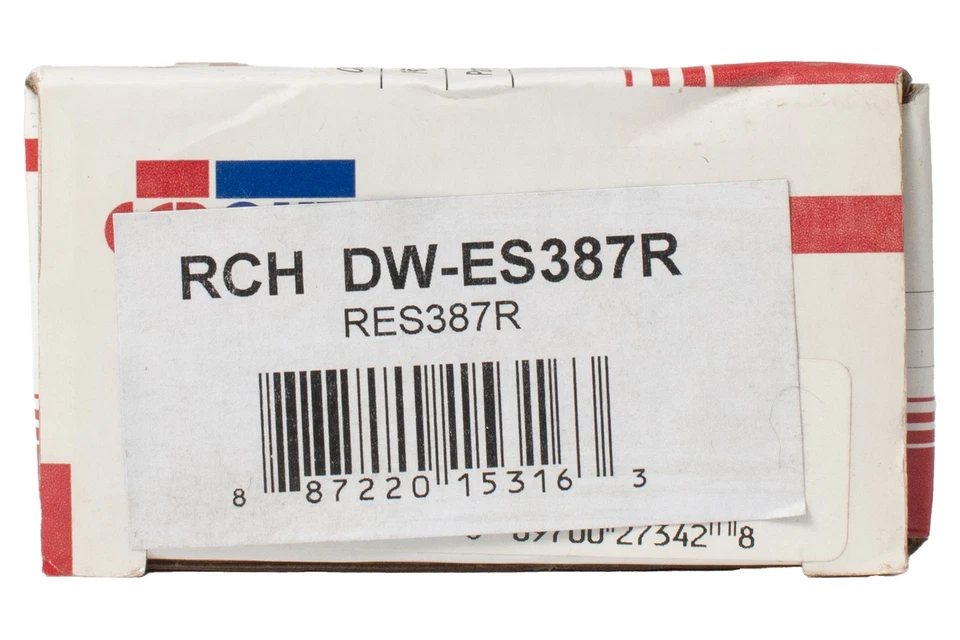 RCH DW-ES387R
RES387R
8 87220 15316 3
09700 27342 8